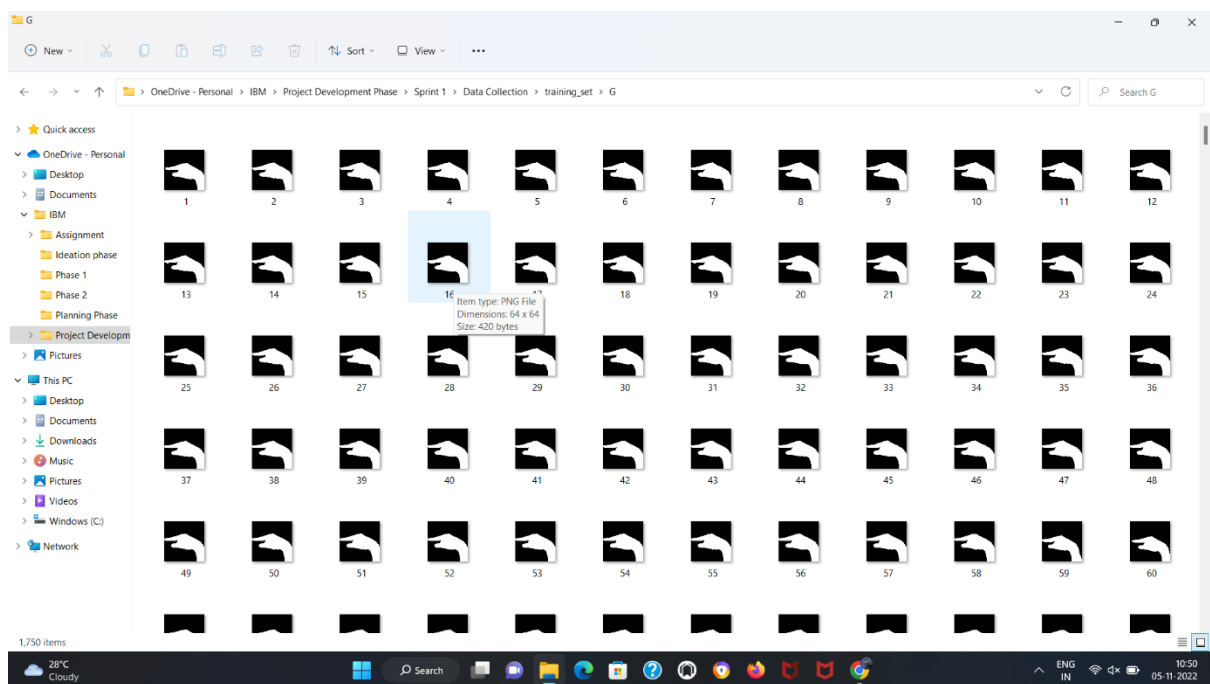 G
New
Sort
View
OneDrive - Personal > IBM > Project Development Phase > Sprint 1 > Data Collection > training_set > G
Search G
Quick access
OneDrive - Personal
Desktop
Documents
IBM
Assignment
Ideation phase
Phase 1
Phase 2
Planning Phase
Project Developm
Pictures
This PC
Desktop
Documents
Downloads
Music
Pictures
Videos
Windows (C:)
Network
1 2 3 4 5 6 7 8 9 10 11 12
13 14 15 16 17 18 19 20 21 22 23 24
Item type: PNG File
Dimensions: 64 x 64
Size: 420 bytes
25 26 27 28 29 30 31 32 33 34 35 36
37 38 39 40 41 42 43 44 45 46 47 48
49 50 51 52 53 54 55 56 57 58 59 60
1,750 items
28°C
Cloudy
Search
ENG
IN
10:50
05-11-2022